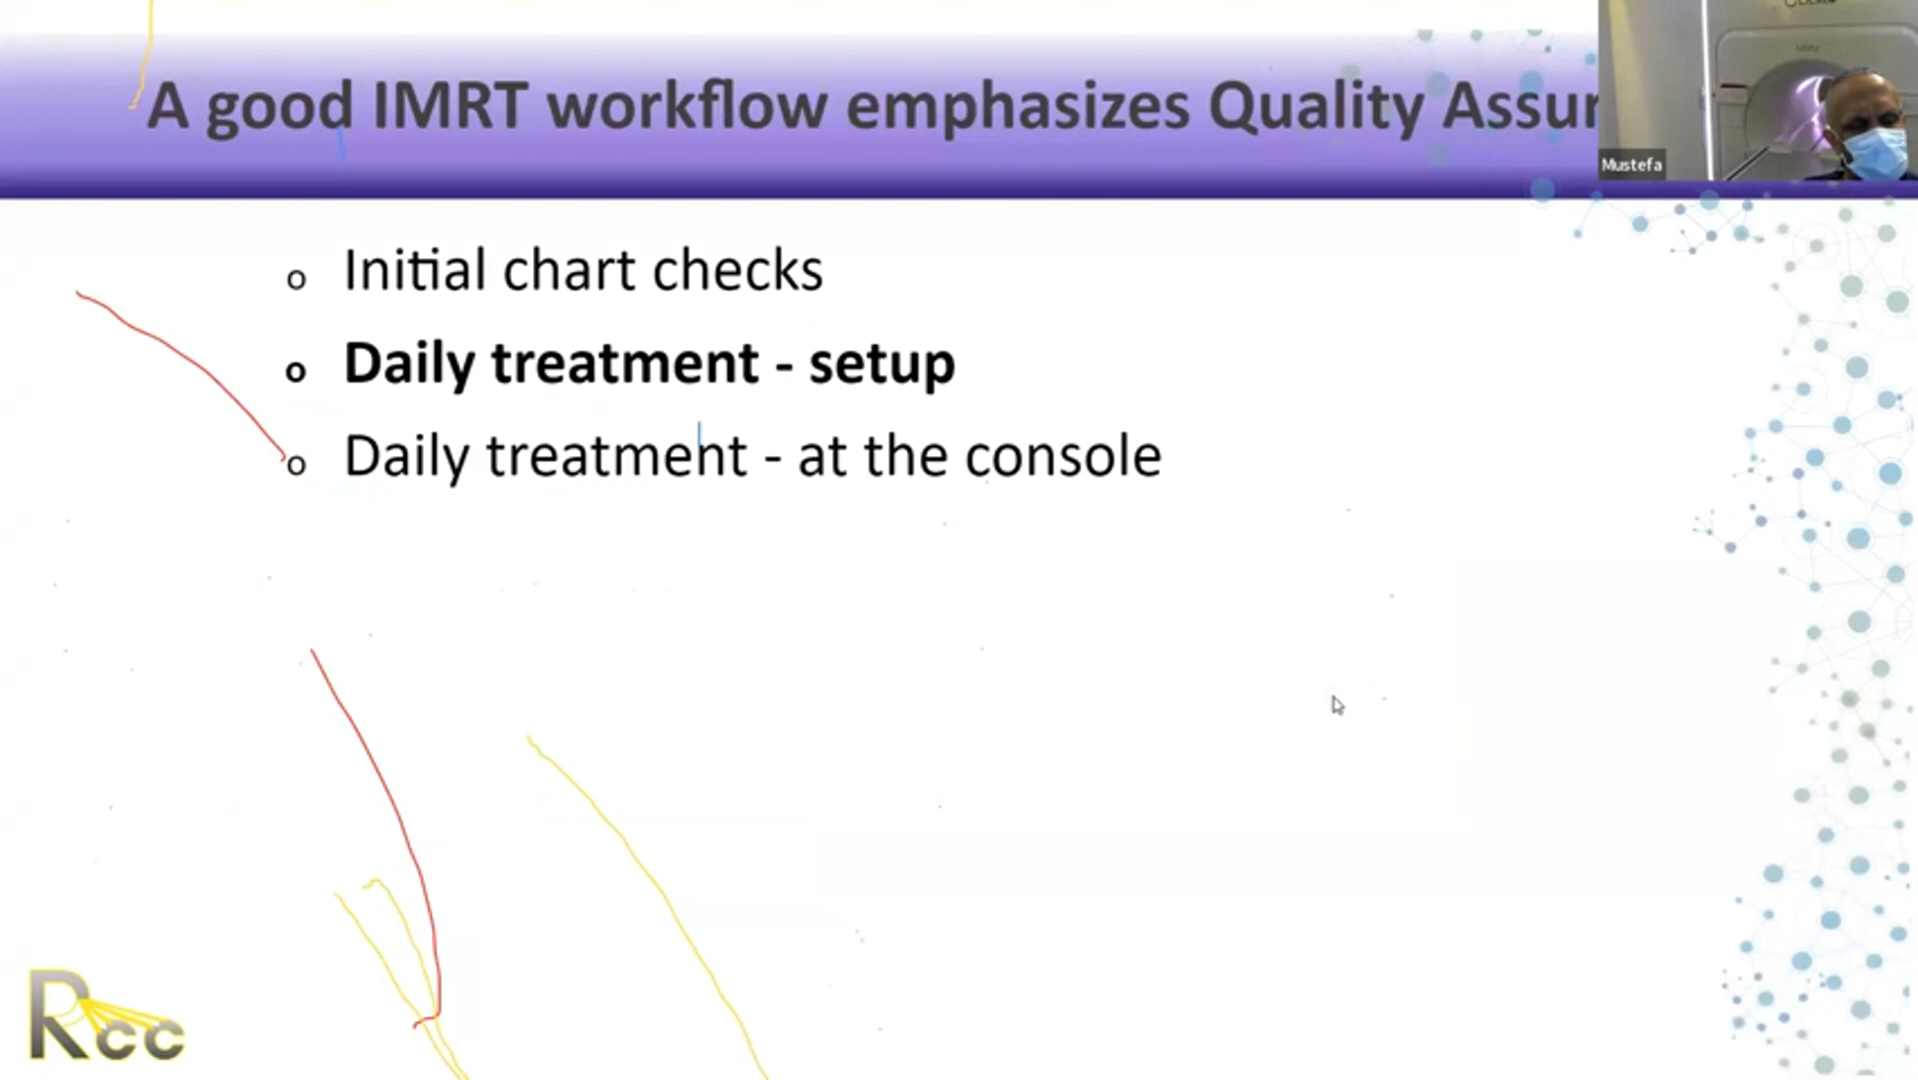 A good IMRT workflow emphasizes Quality Assur
Mustefa
Unity
o Initial chart checks
o Daily treatment - setup
o Daily treatment - at the console
Rcc